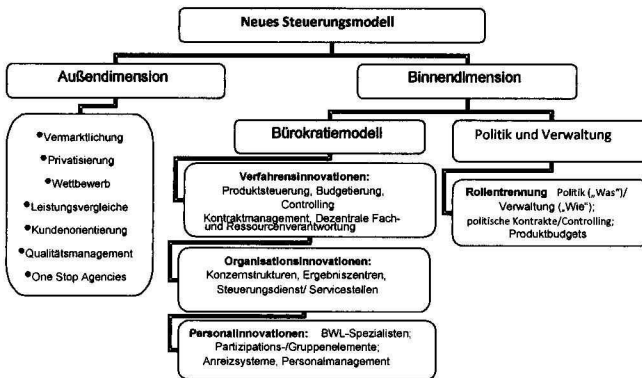 Neues Steuerungsmodell
Außendimension
Binnendimension
●Vermarktlichung
●Privatisierung
●Wettbewerb
●Leistungsvergleiche
●Kundenorientierung
●Qualitätsmanagement
●One Stop Agencies
Bürokratiemodell
Verfahrensinnovationen:
Produktsteuerung, Budgetierung,
Controlling
Kontraktmanagement, Dezentrale Fach-
und Ressourcenverantwortung
Organisationsinnovationen:
Konzernstrukturen, Ergebiszentren,
Steuerungsdienst/ Servicestellen
Personalinnovationen: BWL-Spezialisten;
Partizipations-/Gruppenelemente;
Anreizsysteme, Personalmanagement
Politik und Verwaltung
Rollentrennung Politik („Was")/
Verwaltung („Wie");
politische Kontrakte/Controlling;
Produktbudgets